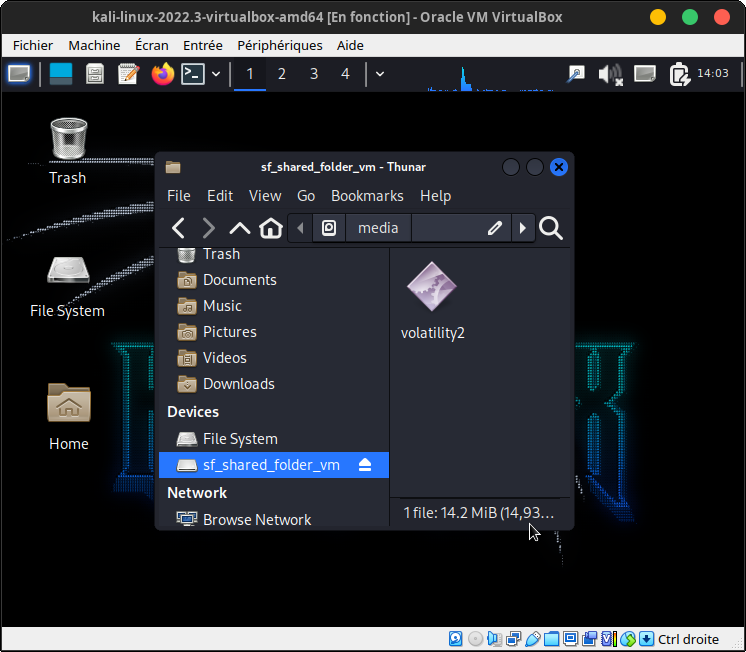 kali-linux-2022.3-virtualbox-amd64 [En fonction] - Oracle VM VirtualBox
Fichier Machine Écran Entrée Périphériques Aide
1 2 3 4 14:03
Trash
File System
Home
sf_shared_folder_vm - Thunar
File Edit View Go Bookmarks Help
media
Trash
Documents
Music
Pictures
Videos
Downloads
Devices
File System
sf_shared_folder_vm
Network
Browse Network
volatility2
1 file: 14.2 MiB (14,93…
Ctrl droite